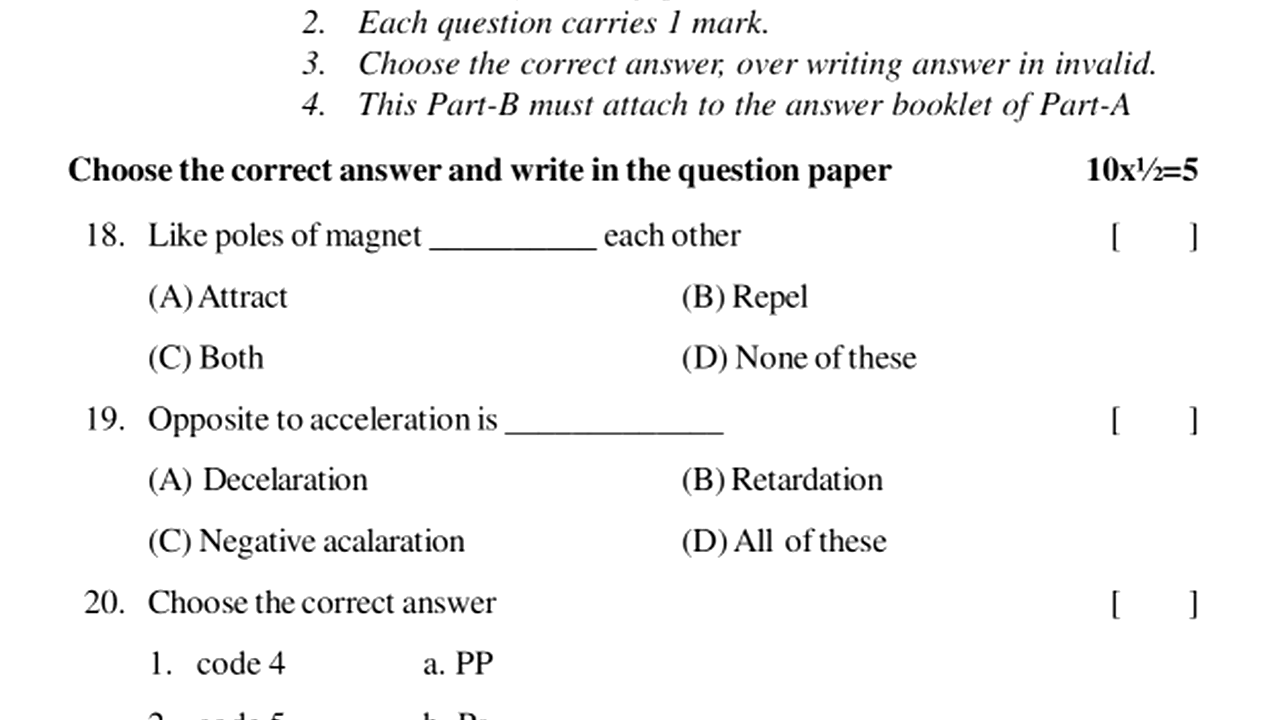 2. Each question carries 1 mark.
3. Choose the correct answer, over writing answer in invalid.
4. This Part-B must attach to the answer booklet of Part-A
Choose the correct answer and write in the question paper 10x½=5
18. Like poles of magnet __________ each other [ ]
(A) Attract (B) Repel
(C) Both (D) None of these
19. Opposite to acceleration is _____________ [ ]
(A) Decelaration (B) Retardation
(C) Negative acalaration (D) All of these
20. Choose the correct answer [ ]
1. code 4 a. PP